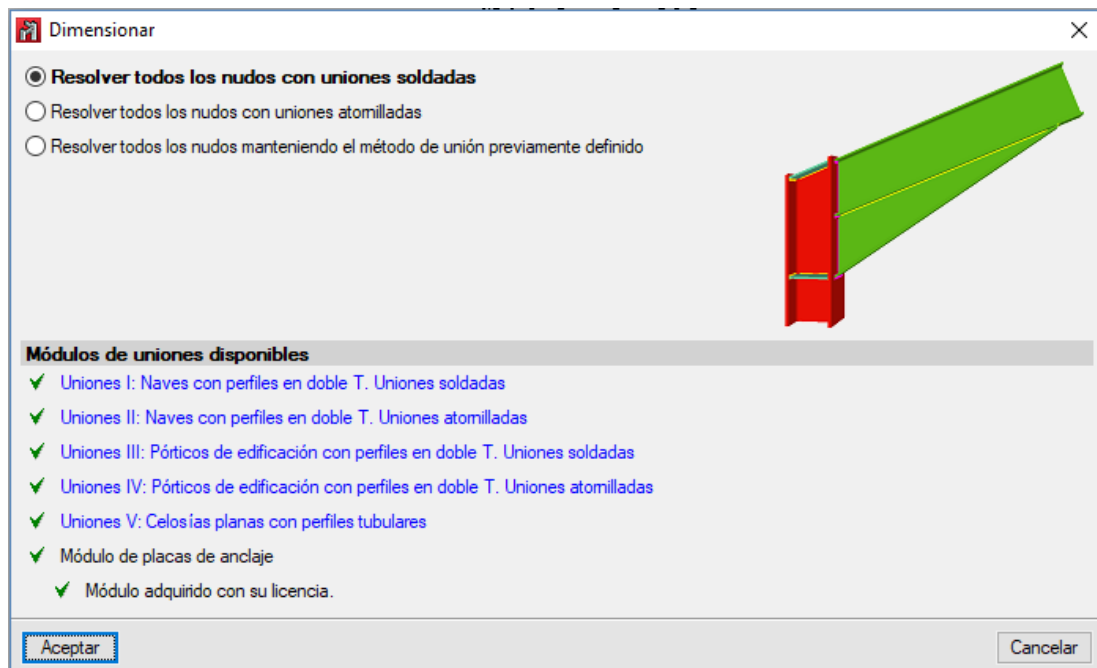 Dimensionar
Resolver todos los nudos con uniones soldadas
Resolver todos los nudos con uniones atornilladas
Resolver todos los nudos manteniendo el método de unión previamente definido
Módulos de uniones disponibles
Uniones I: Naves con perfiles en doble T. Uniones soldadas
Uniones II: Naves con perfiles en doble T. Uniones atornilladas
Uniones III: Pórticos de edificación con perfiles en doble T. Uniones soldadas
Uniones IV: Pórticos de edificación con perfiles en doble T. Uniones atornilladas
Uniones V: Celosías planas con perfiles tubulares
Módulo de placas de anclaje
Módulo adquirido con su licencia.
Aceptar
Cancelar